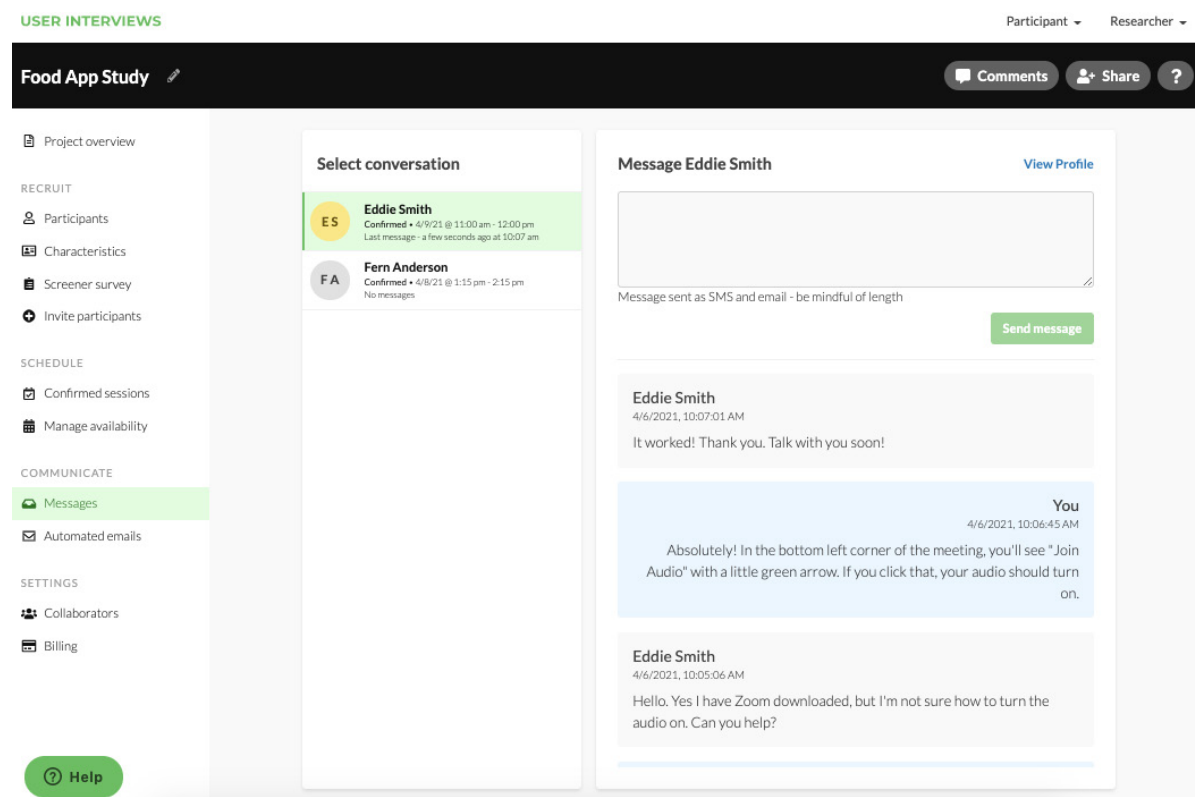 USER INTERVIEWS
Participant
Researcher
Food App Study
Comments
Share
?
Project overview
RECRUIT
Participants
Characteristics
Screener survey
Invite participants
SCHEDULE
Confirmed sessions
Manage availability
COMMUNICATE
Messages
Automated emails
SETTINGS
Collaborators
Billing
? Help
Select conversation
ES
Eddie Smith
Confirmed • 4/9/21 @ 11:00 am - 12:00 pm
Last message - a few seconds ago at 10:07 am
FA
Fern Anderson
Confirmed • 4/8/21 @ 1:15 pm - 2:15 pm
No messages
Message Eddie Smith
View Profile
Message sent as SMS and email - be mindful of length
Send message
Eddie Smith
4/6/2021, 10:07:01 AM
It worked! Thank you. Talk with you soon!
You
4/6/2021, 10:06:45 AM
Absolutely! In the bottom left corner of the meeting, you'll see "Join
Audio" with a little green arrow. If you click that, your audio should turn
on.
Eddie Smith
4/6/2021, 10:05:06 AM
Hello. Yes I have Zoom downloaded, but I'm not sure how to turn the
audio on. Can you help?